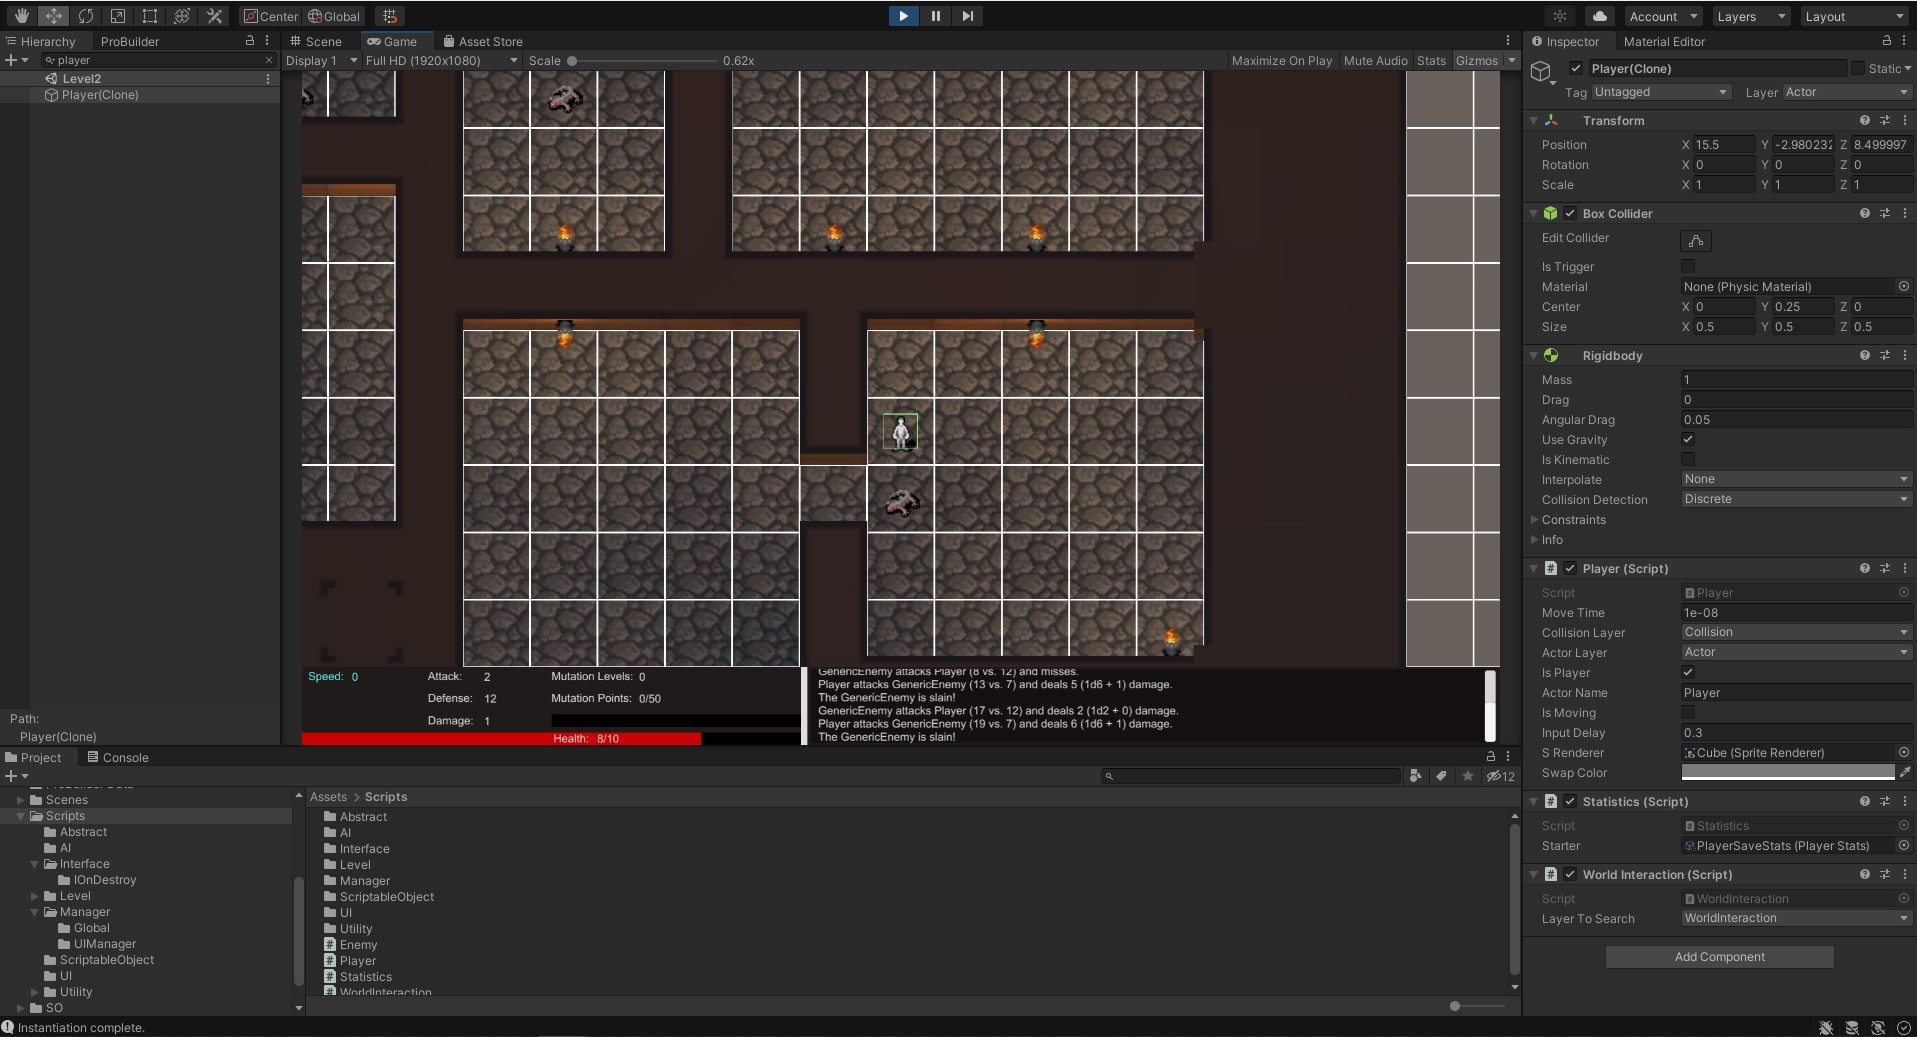 Center
Global
Account
Layers
Layout
Hierarchy
ProBuilder
player
Level2
Player(Clone)
Path:
Player(Clone)
Scene
Game
Asset Store
Display 1
Full HD (1920x1080)
Scale
0.62x
Maximize On Play
Mute Audio
Stats
Gizmos
Speed: 0
Attack: 2
Defense: 12
Damage: 1
Mutation Levels: 0
Mutation Points: 0/50
Health: 8/10
GenericEnemy attacks Player (8 vs. 12) and misses.
Player attacks GenericEnemy (13 vs. 7) and deals 5 (1d6 + 1) damage.
The GenericEnemy is slain!
GenericEnemy attacks Player (17 vs. 12) and deals 2 (1d2 + 0) damage.
Player attacks GenericEnemy (19 vs. 7) and deals 6 (1d6 + 1) damage.
The GenericEnemy is slain!
Project
Console
12
ProBuilder Data
Scenes
Scripts
Abstract
AI
Interface
IOnDestroy
Level
Manager
Global
UIManager
ScriptableObject
UI
Utility
SO
Assets > Scripts
Abstract
AI
Interface
Level
Manager
ScriptableObject
UI
Utility
Enemy
Player
Statistics
WorldInteraction
Instantiation complete.
Inspector
Material Editor
Player(Clone)
Static
Tag Untagged
Layer Actor
Transform
Position X 15.5 Y -2.980232 Z 8.499997
Rotation X 0 Y 0 Z 0
Scale X 1 Y 1 Z 1
Box Collider
Edit Collider
Is Trigger
Material None (Physic Material)
Center X 0 Y 0.25 Z 0
Size X 0.5 Y 0.5 Z 0.5
Rigidbody
Mass 1
Drag 0
Angular Drag 0.05
Use Gravity
Is Kinematic
Interpolate None
Collision Detection Discrete
Constraints
Info
Player (Script)
Script Player
Move Time 1e-08
Collision Layer Collision
Actor Layer Actor
Is Player
Actor Name Player
Is Moving
Input Delay 0.3
S Renderer Cube (Sprite Renderer)
Swap Color
Statistics (Script)
Script Statistics
Starter PlayerSaveStats (Player Stats)
World Interaction (Script)
Script WorldInteraction
Layer To Search WorldInteraction
Add Component